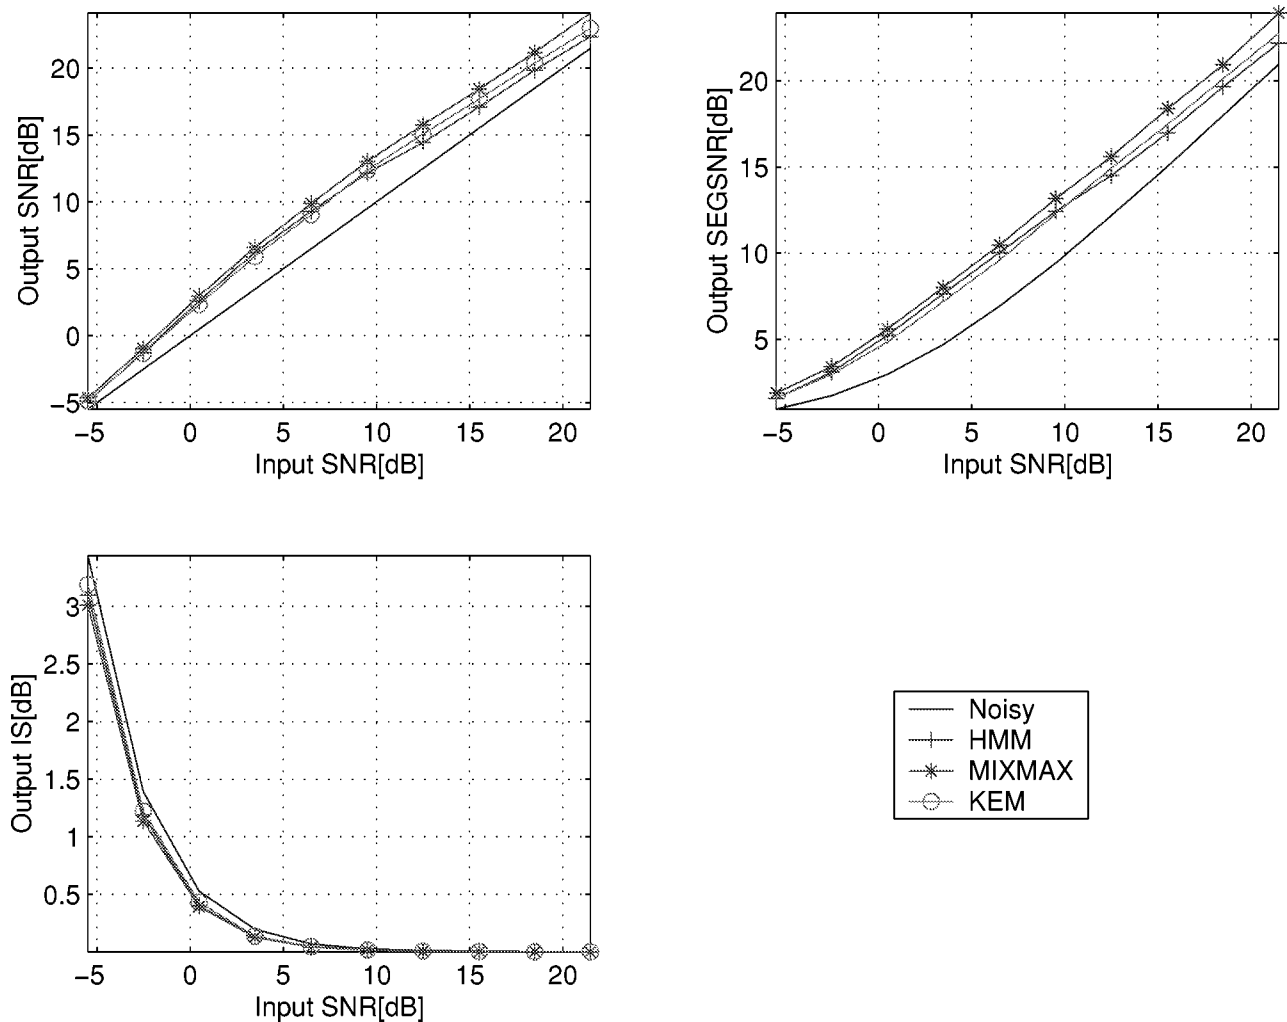 20
15
10
5
0
−5
Output SNR[dB]
−5 0 5 10 15 20
Input SNR[dB]
20
15
10
5
Output SEGSNR[dB]
−5 0 5 10 15 20
Input SNR[dB]
3
2.5
2
1.5
1
0.5
Output IS[dB]
−5 0 5 10 15 20
Input SNR[dB]
Noisy
HMM
MIXMAX
KEM